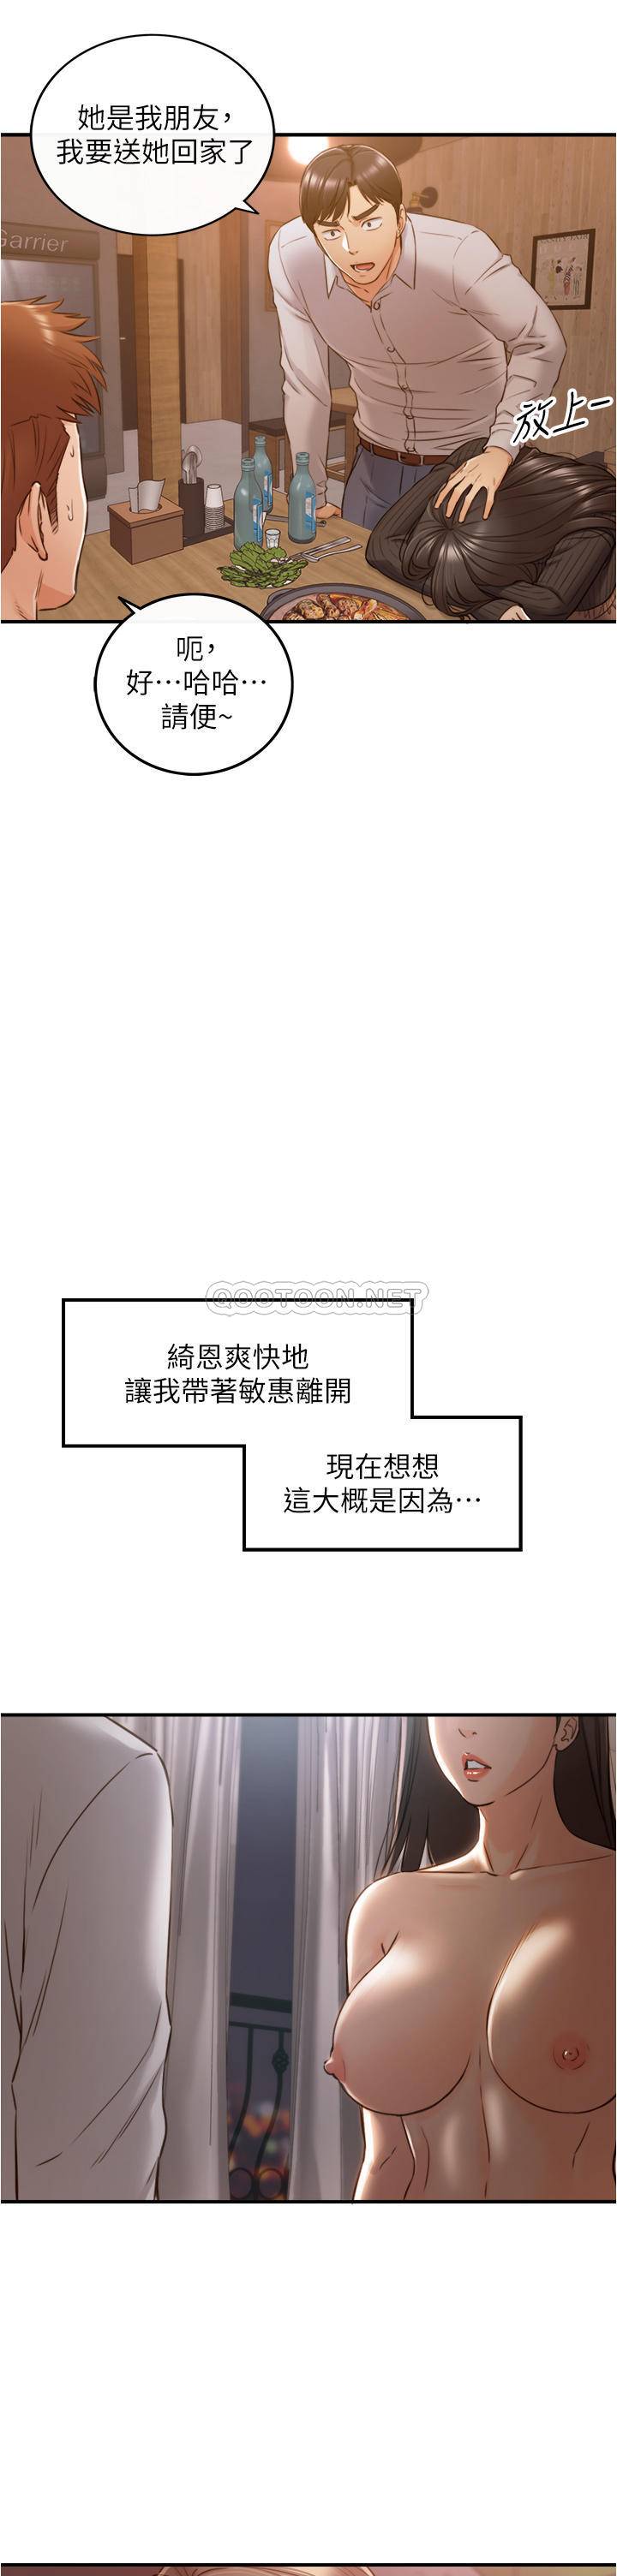 她是我朋友，
我要送她回家了
Garrier
放上一
呃，
好⋯哈哈⋯
請便~
QOOTOON.NET
綺恩爽快地
讓我帶著敏惠離開
現在想想
這大概是因為⋯